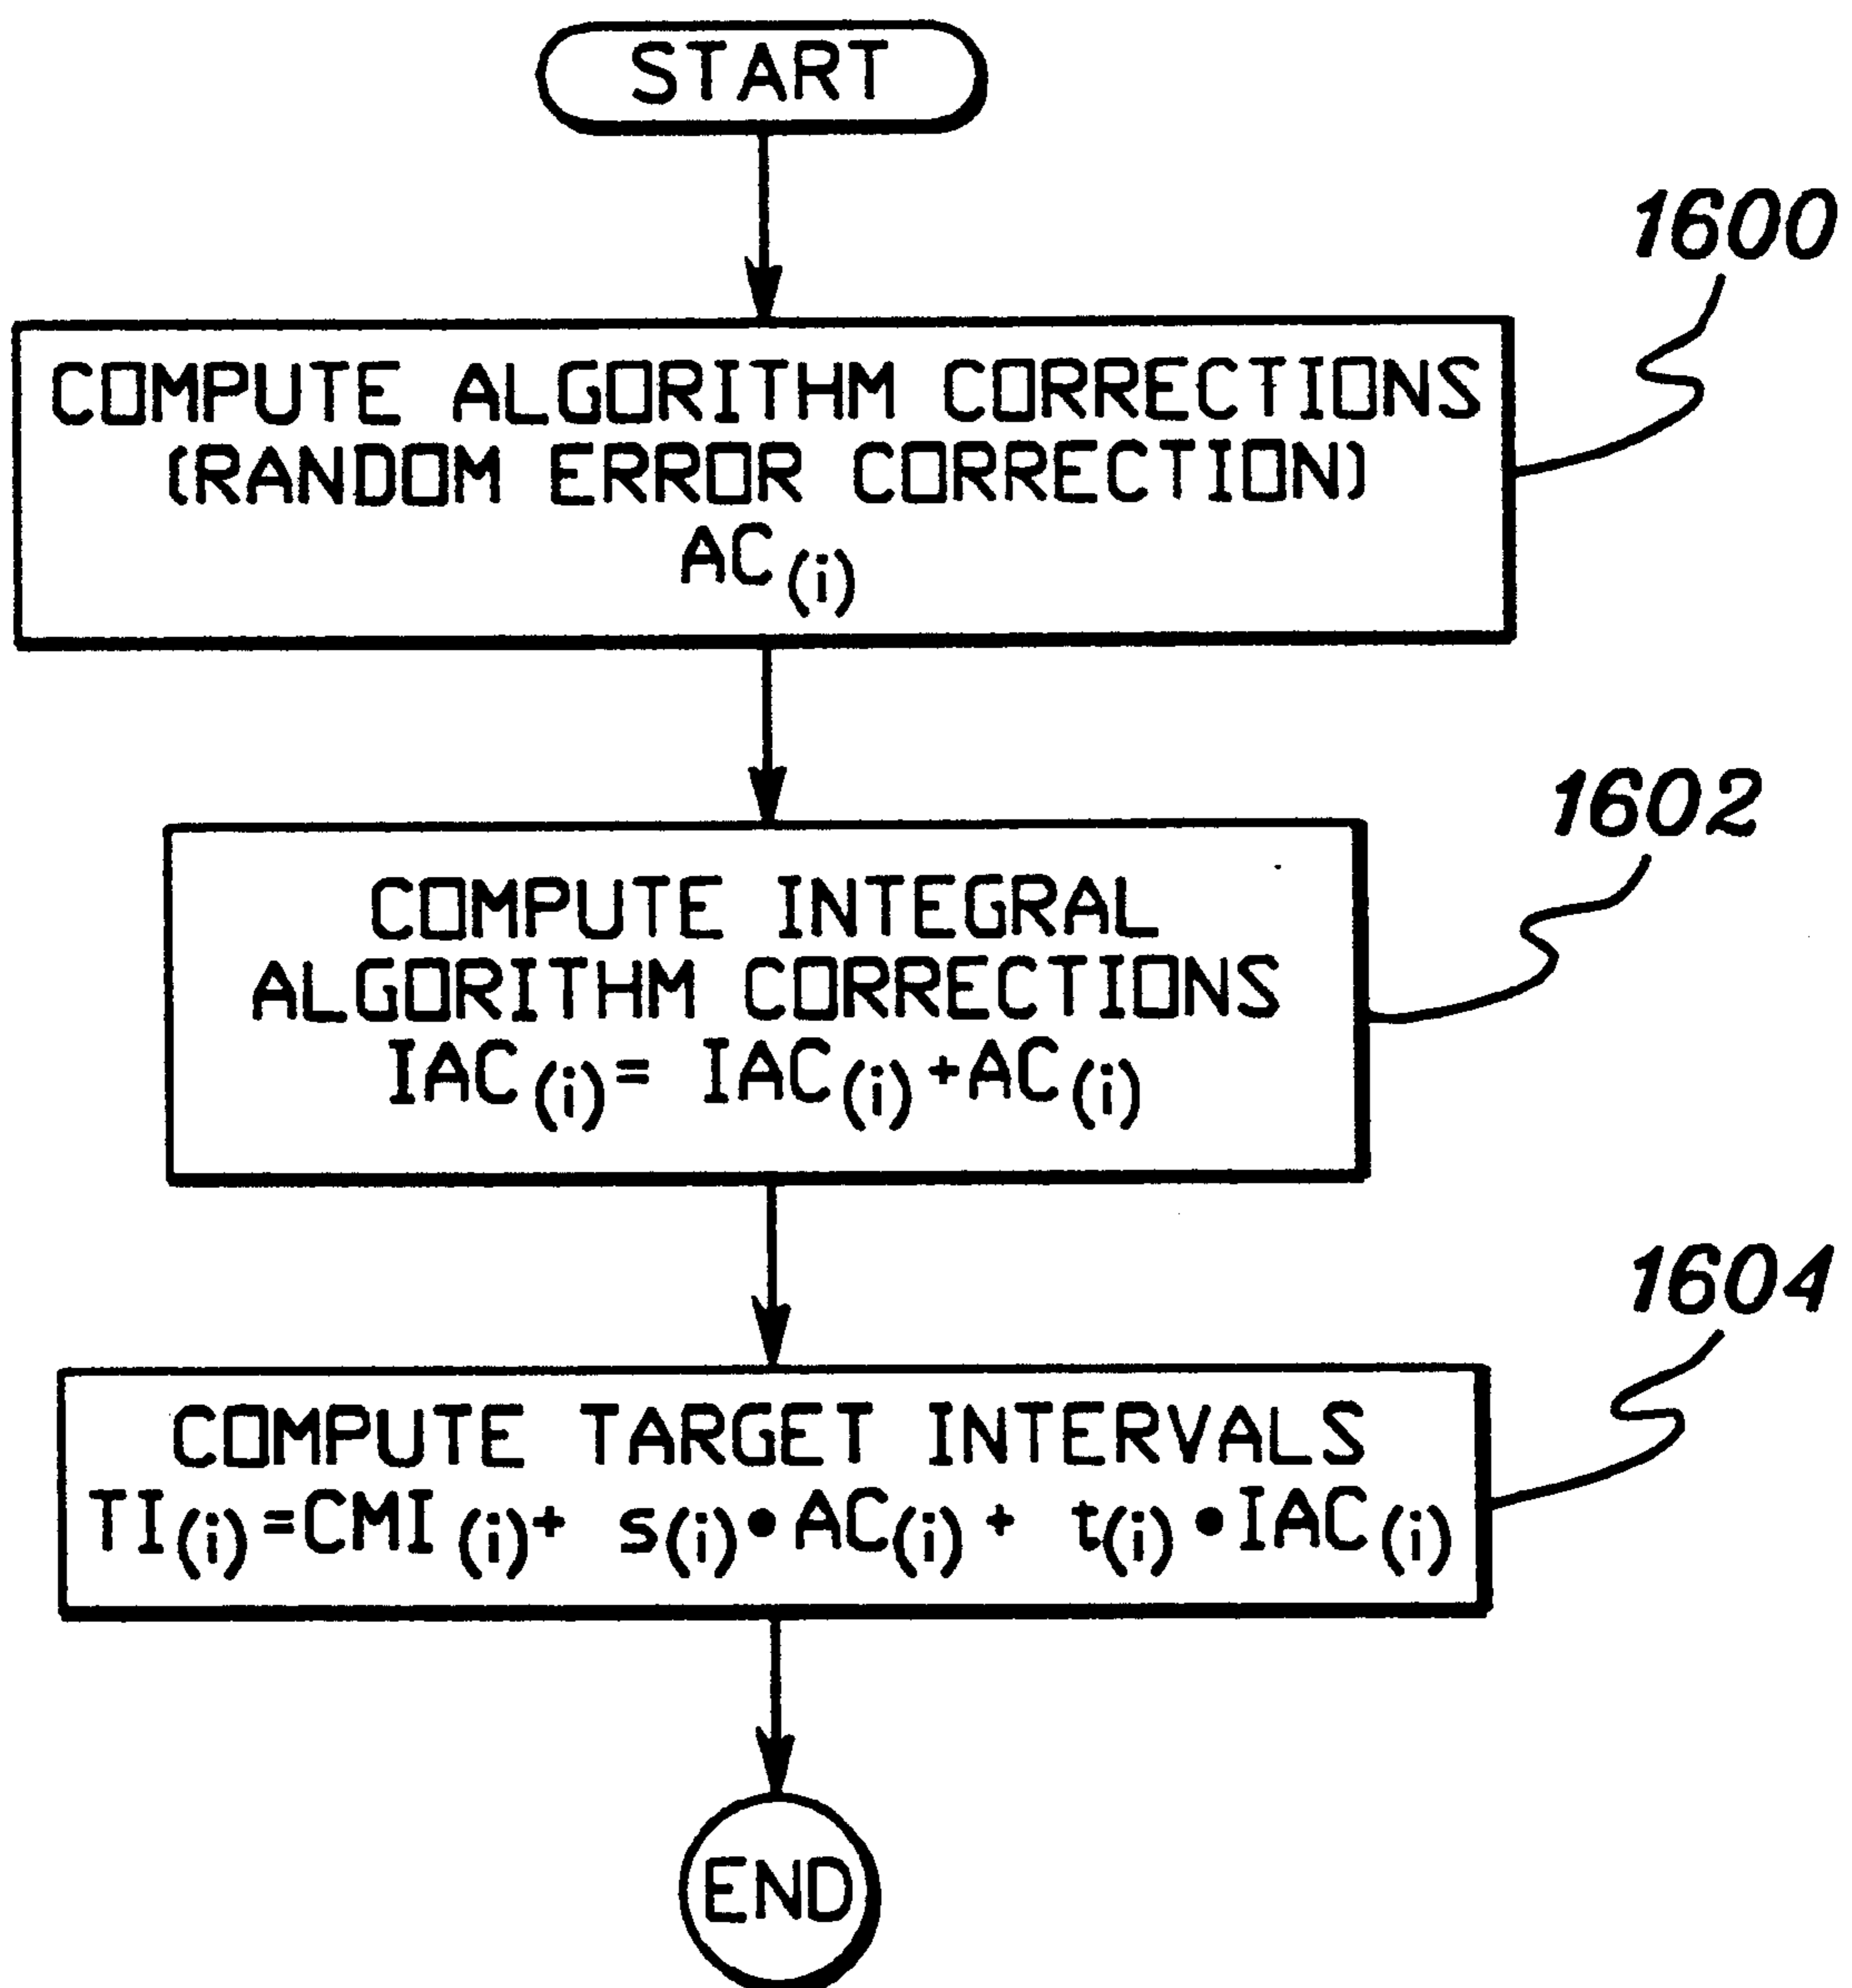 START
1600
COMPUTE ALGORITHM CORRECTIONS
(RANDOM ERROR CORRECTION)
AC(i)
1602
COMPUTE INTEGRAL
ALGORITHM CORRECTIONS
IAC(i)= IAC(i)+AC(i)
1604
COMPUTE TARGET INTERVALS
TI(i)=CMI(i)+ s(i)•AC(i)+ t(i)•IAC(i)
END